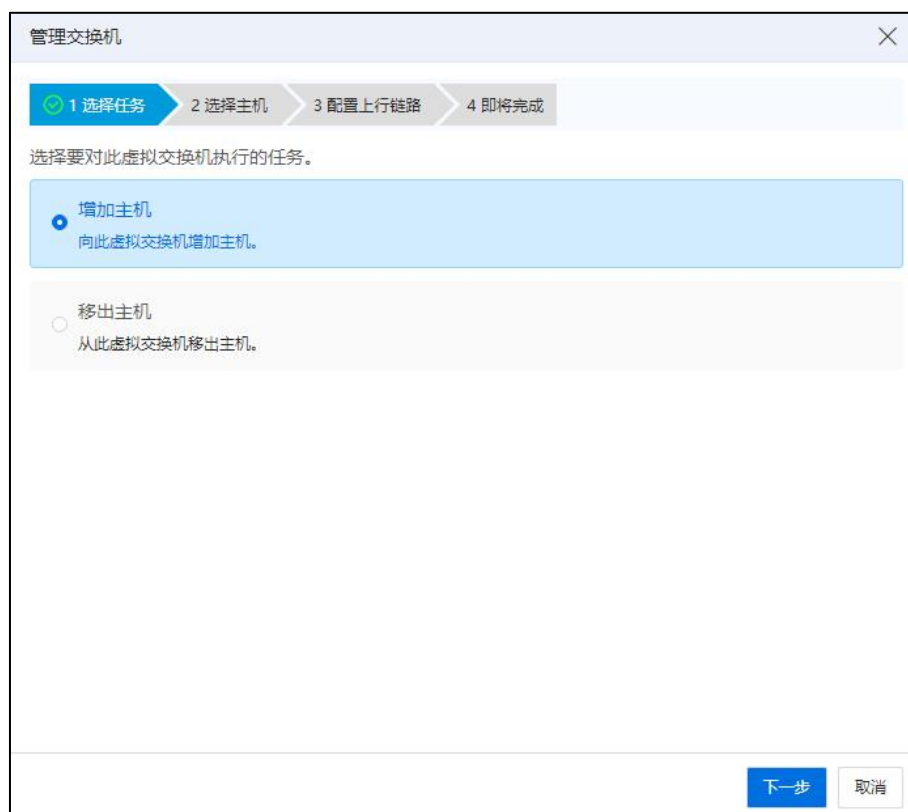 管理交换机
1 选择任务 2 选择主机 3 配置上行链路 4 即将完成
选择要对此虚拟交换机执行的任务。
增加主机
向此虚拟交换机增加主机。
移出主机
从此虚拟交换机移出主机。
下一步 取消